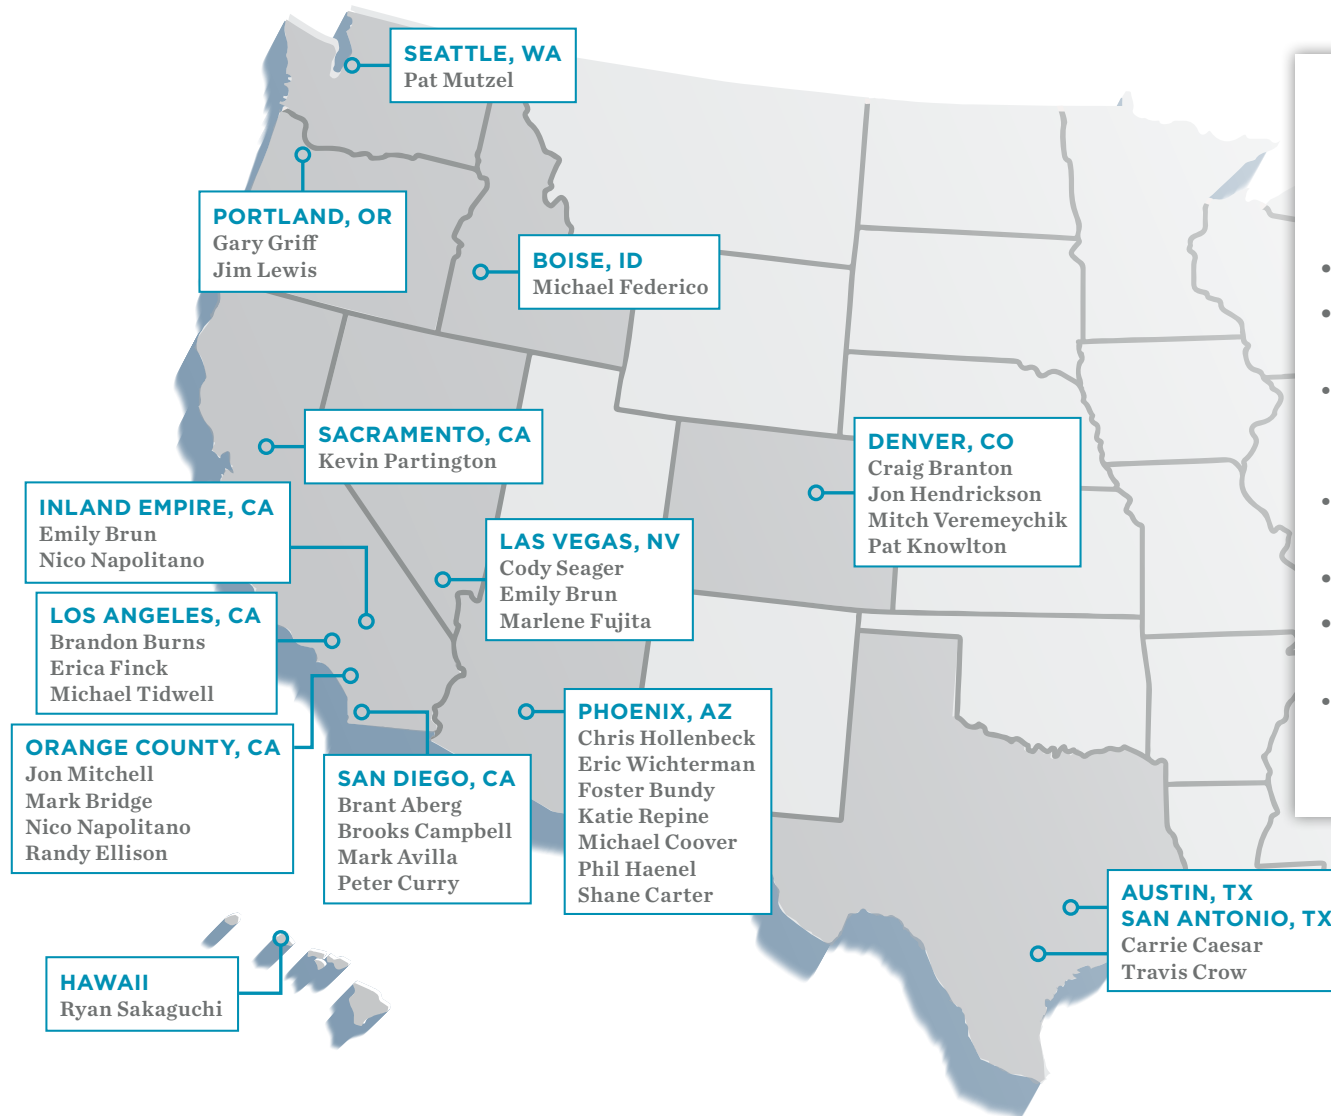 SEATTLE, WA
Pat Mutzel
PORTLAND, OR
Gary Griff
Jim Lewis
BOISE, ID
Michael Federico
SACRAMENTO, CA
Kevin Partington
DENVER, CO
Craig Branton
Jon Hendrickson
Mitch Veremeychik
Pat Knowlton
INLAND EMPIRE, CA
Emily Brun
Nico Napolitano
LAS VEGAS, NV
Cody Seager
Emily Brun
Marlene Fujita
LOS ANGELES, CA
Brandon Burns
Erica Finck
Michael Tidwell
ORANGE COUNTY, CA
Jon Mitchell
Mark Bridge
Nico Napolitano
Randy Ellison
SAN DIEGO, CA
Brant Aberg
Brooks Campbell
Mark Avilla
Peter Curry
PHOENIX, AZ
Chris Hollenbeck
Eric Wichterman
Foster Bundy
Katie Repine
Michael Coover
Phil Haenel
Shane Carter
AUSTIN, TX
SAN ANTONIO, TX
Carrie Caesar
Travis Crow
HAWAII
Ryan Sakaguchi